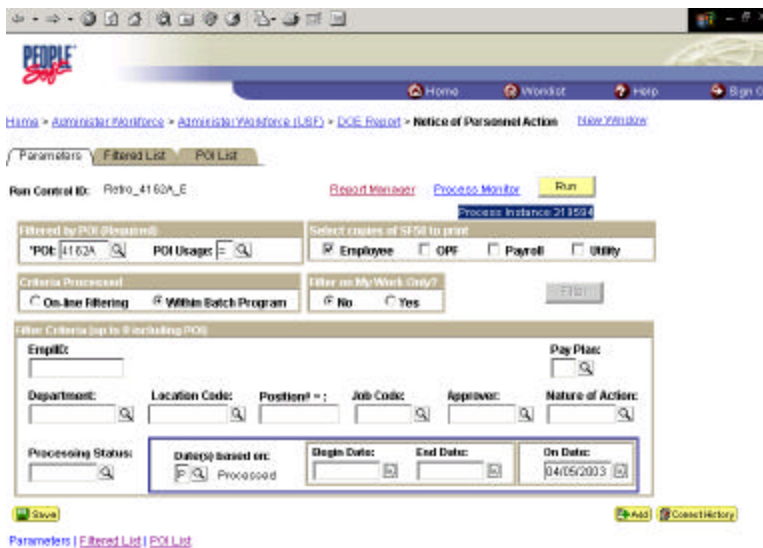 PEOPLE Soft
Home Worklist Help Sign O
Home > Administer Workforce > Administer Workforce (USF) > DOE Report > Notice of Personnel Action New Window
Parameters Filtered List POI List
Run Control ID: Retro_4162A_E Report Manager Process Monitor Run
Process Instance:319594
Filtered by POI (Required) Select copies of SF50 to print
*POI: 4162A POI Usage: = Employee OPF Payroll Utility
Criteria Processed Filter on My Work Only?
On-line Filtering Within Batch Program No Yes Filter
Filter Criteria (up to 9 including POI)
EmplID: Pay Plan:
Department: Location Code: Position# = : Job Code: Approver: Nature of Action:
Processing Status: Date(s) based on: Begin Date: End Date: On Date:
P Processed 04/05/2003
Save Add Correct History
Parameters | Filtered List | POI List